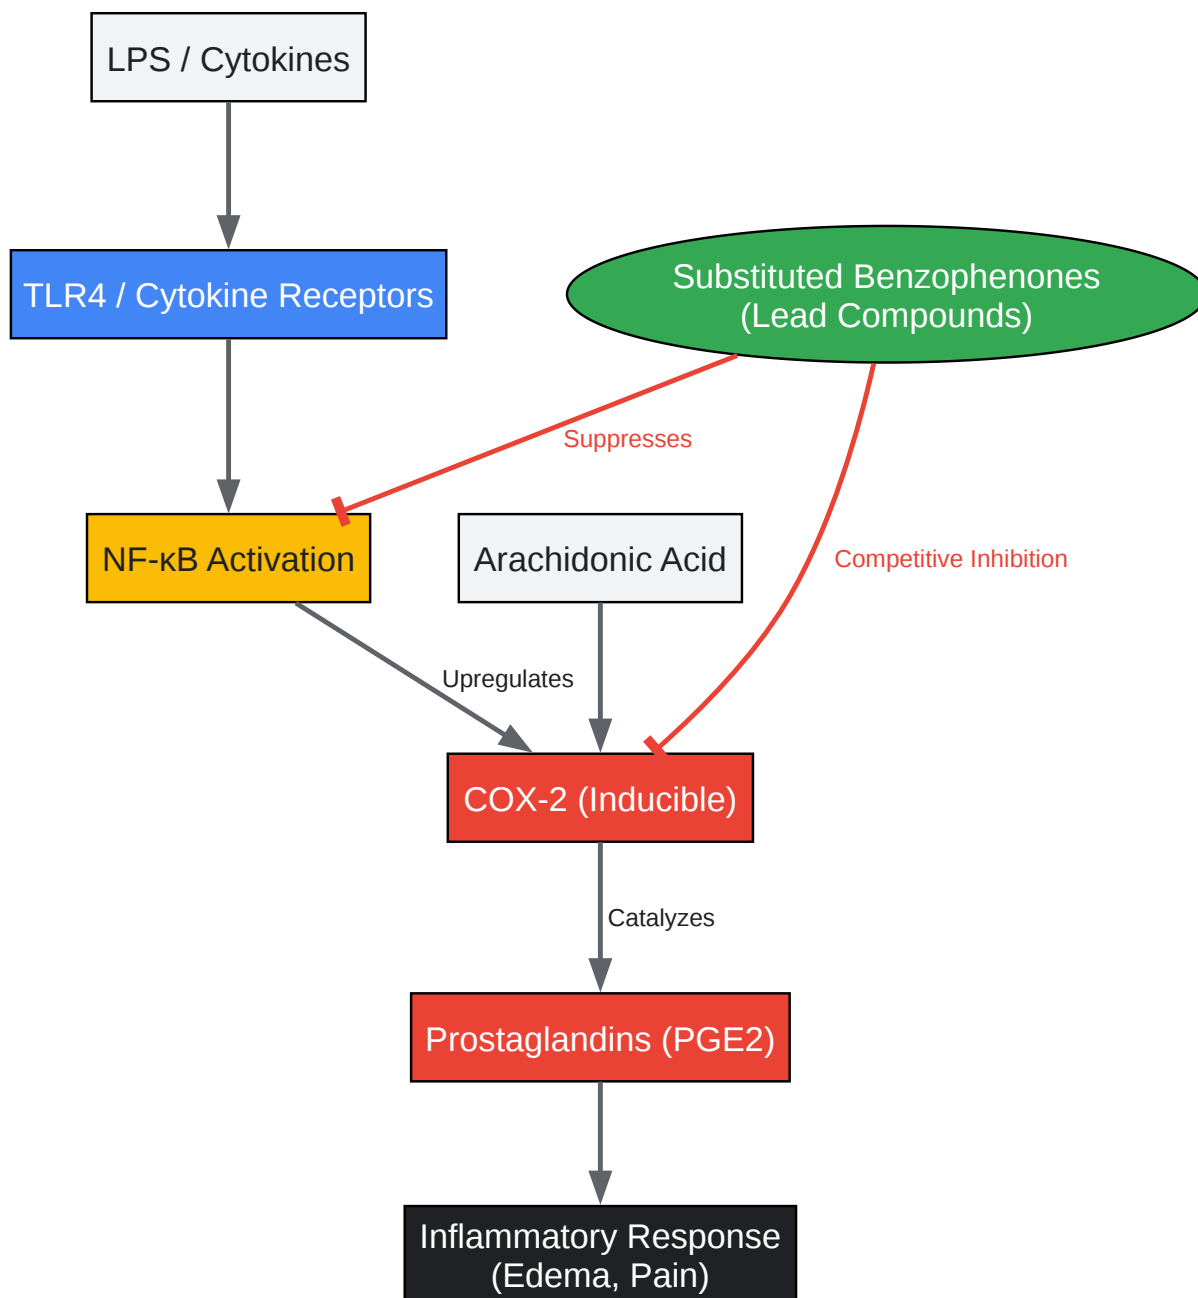 LPS / Cytokines
TLR4 / Cytokine Receptors
Substituted Benzophenones
(Lead Compounds)
Suppresses
NF-κB Activation
Arachidonic Acid
Competitive Inhibition
Upregulates
COX-2 (Inducible)
Catalyzes
Prostaglandins (PGE2)
Inflammatory Response
(Edema, Pain)